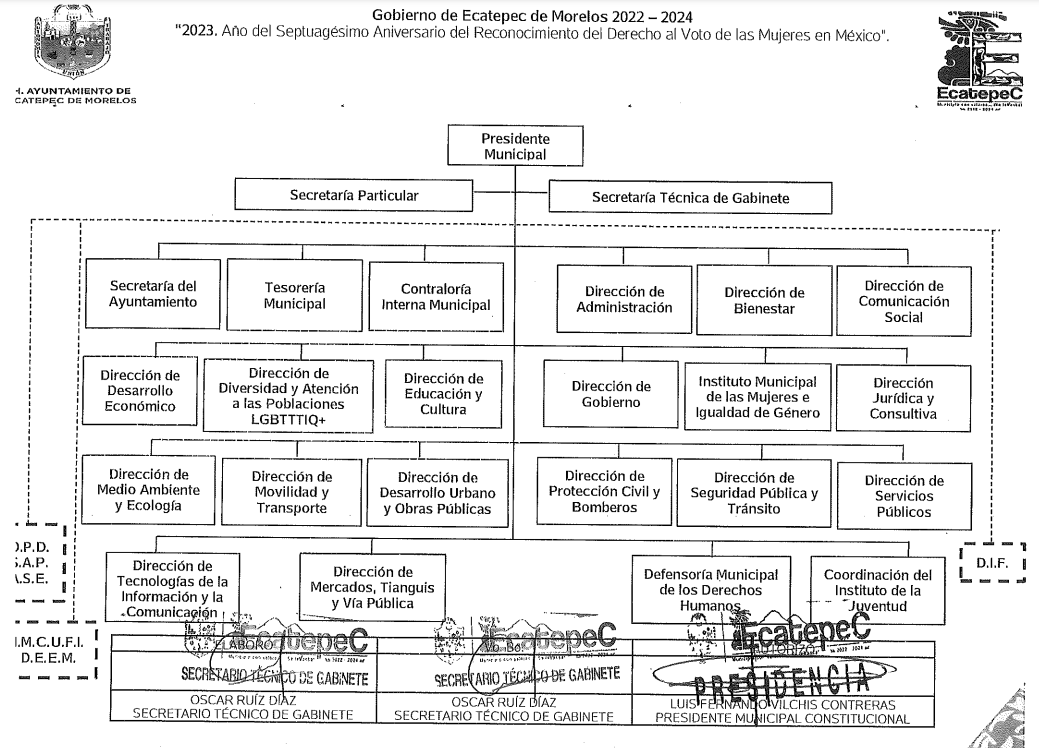 Gobierno de Ecatepec de Morelos 2022 – 2024
"2023. Año del Septuagésimo Aniversario del Reconocimiento del Derecho al Voto de las Mujeres en México".
H. AYUNTAMIENTO DE
CATEPEC DE MORELOS
EcatepeC
Presidente
Municipal
Secretaría Particular
Secretaría Técnica de Gabinete
Secretaría del
Ayuntamiento
Tesorería
Municipal
Contraloría
Interna Municipal
Dirección de
Administración
Dirección de
Bienestar
Dirección de
Comunicación
Social
Dirección de
Desarrollo
Económico
Dirección de
Diversidad y Atención
a las Poblaciones
LGBTTTIQ+
Dirección de
Educación y
Cultura
Dirección de
Gobierno
Instituto Municipal
de las Mujeres e
Igualdad de Género
Dirección
Jurídica y
Consultiva
Dirección de
Medio Ambiente
y Ecología
Dirección de
Movilidad y
Transporte
Dirección de
Desarrollo Urbano
y Obras Públicas
Dirección de
Protección Civil y
Bomberos
Dirección de
Seguridad Pública y
Tránsito
Dirección de
Servicios
Públicos
O.P.D.
S.A.P.
A.S.E.
D.I.F.
Dirección de
Tecnologías de la
Información y la
Comunicación
Dirección de
Mercados, Tianguis
y Vía Pública
Defensoría Municipal
de los Derechos
Humanos
Coordinación del
Instituto de la
Juventud
I.M.C.U.F.I.
D.E.E.M.
EcatepeC
EcatepeC
EcatepeC
ELABORÓ
Vo. Bo.
AUTORIZÓ
SECRETARIO TÉCNICO DE GABINETE
SECRETARIO TÉCNICO DE GABINETE
PRESIDENCIA
OSCAR RUÍZ DÍAZ
SECRETARIO TÉCNICO DE GABINETE
OSCAR RUÍZ DÍAZ
SECRETARIO TÉCNICO DE GABINETE
LUIS FERNANDO VILCHIS CONTRERAS
PRESIDENTE MUNICIPAL CONSTITUCIONAL